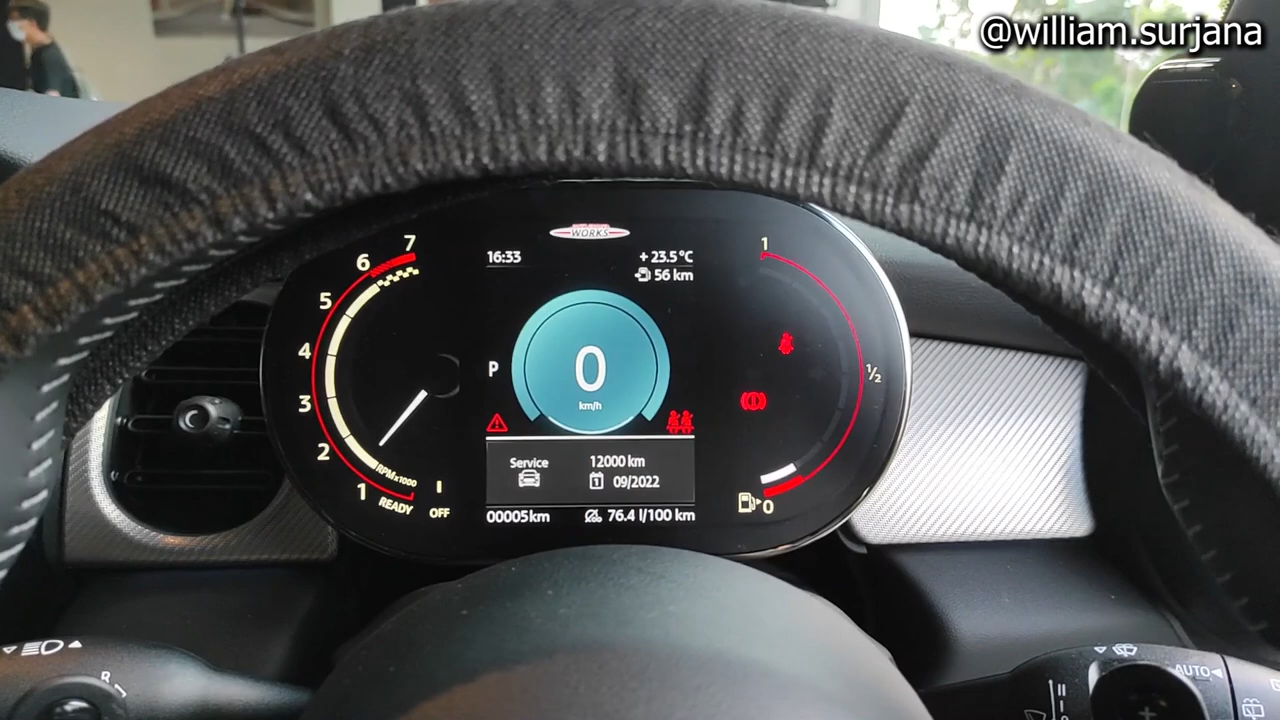 @william.surjana
WORKS
16:33
+ 23.5°C
56 km
7
6
5
4
3
2
1
RPMx1000
READY
OFF
P
0
km/h
1
½
0
Service
12000 km
1
09/2022
00005km
76.4 l/100 km
R
AUTO